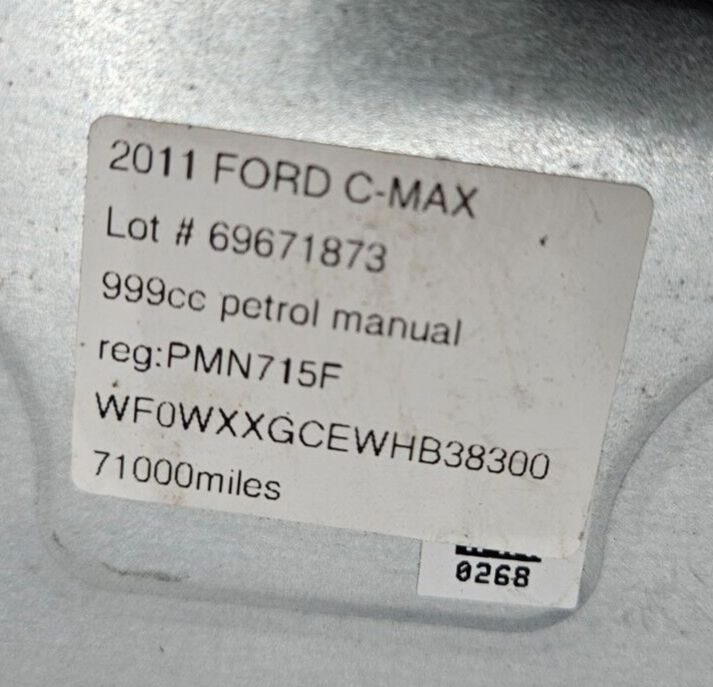 2011 FORD C-MAX
Lot # 69671873
999cc petrol manual
reg:PMN715F
WF0WXXGCEWHB38300
71000miles
0268